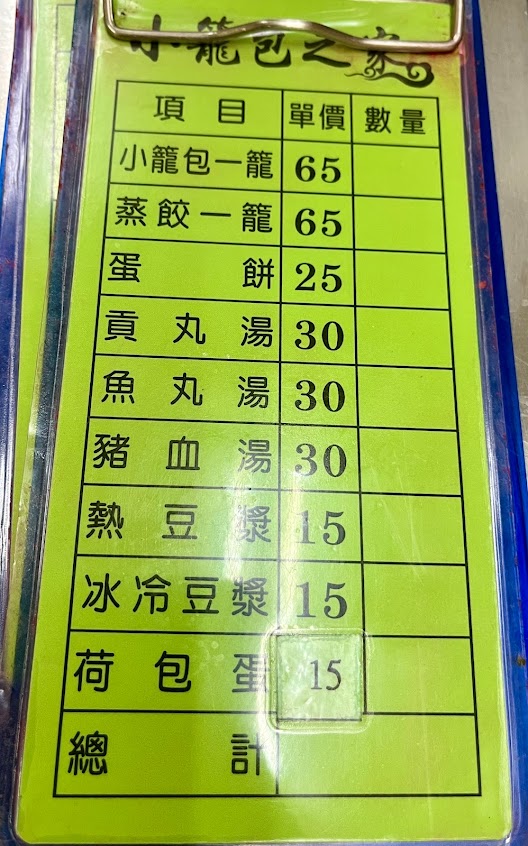 小籠包之家
項目 單價 數量
小籠包一籠 65
蒸餃一籠 65
蛋餅 25
貢丸湯 30
魚丸湯 30
豬血湯 30
熱豆漿 15
冰冷豆漿 15
荷包蛋 15
總計